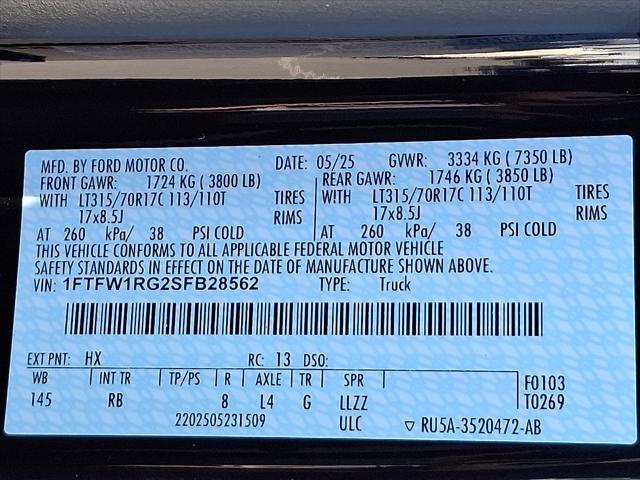 MFD. BY FORD MOTOR CO. DATE: 05/25 GVWR: 3334 KG ( 7350 LB)
FRONT GAWR: 1724 KG ( 3800 LB) REAR GAWR: 1746 KG ( 3850 LB)
WITH LT315/70R17C 113/110T TIRES WITH LT315/70R17C 113/110T TIRES
17x8.5J RIMS 17x8.5J RIMS
AT 260 kPa/ 38 PSI COLD AT 260 kPa/ 38 PSI COLD
THIS VEHICLE CONFORMS TO ALL APPLICABLE FEDERAL MOTOR VEHICLE
SAFETY STANDARDS IN EFFECT ON THE DATE OF MANUFACTURE SHOWN ABOVE.
VIN: 1FTFW1RG2SFB28562 TYPE: Truck
EXT PNT: HX RC: 13 DSO:
WB INT TR TP/PS R AXLE TR SPR F0103
145 RB 8 L4 G LLZZ T0269
2202505231509 ULC ▽ RU5A-3520472-AB